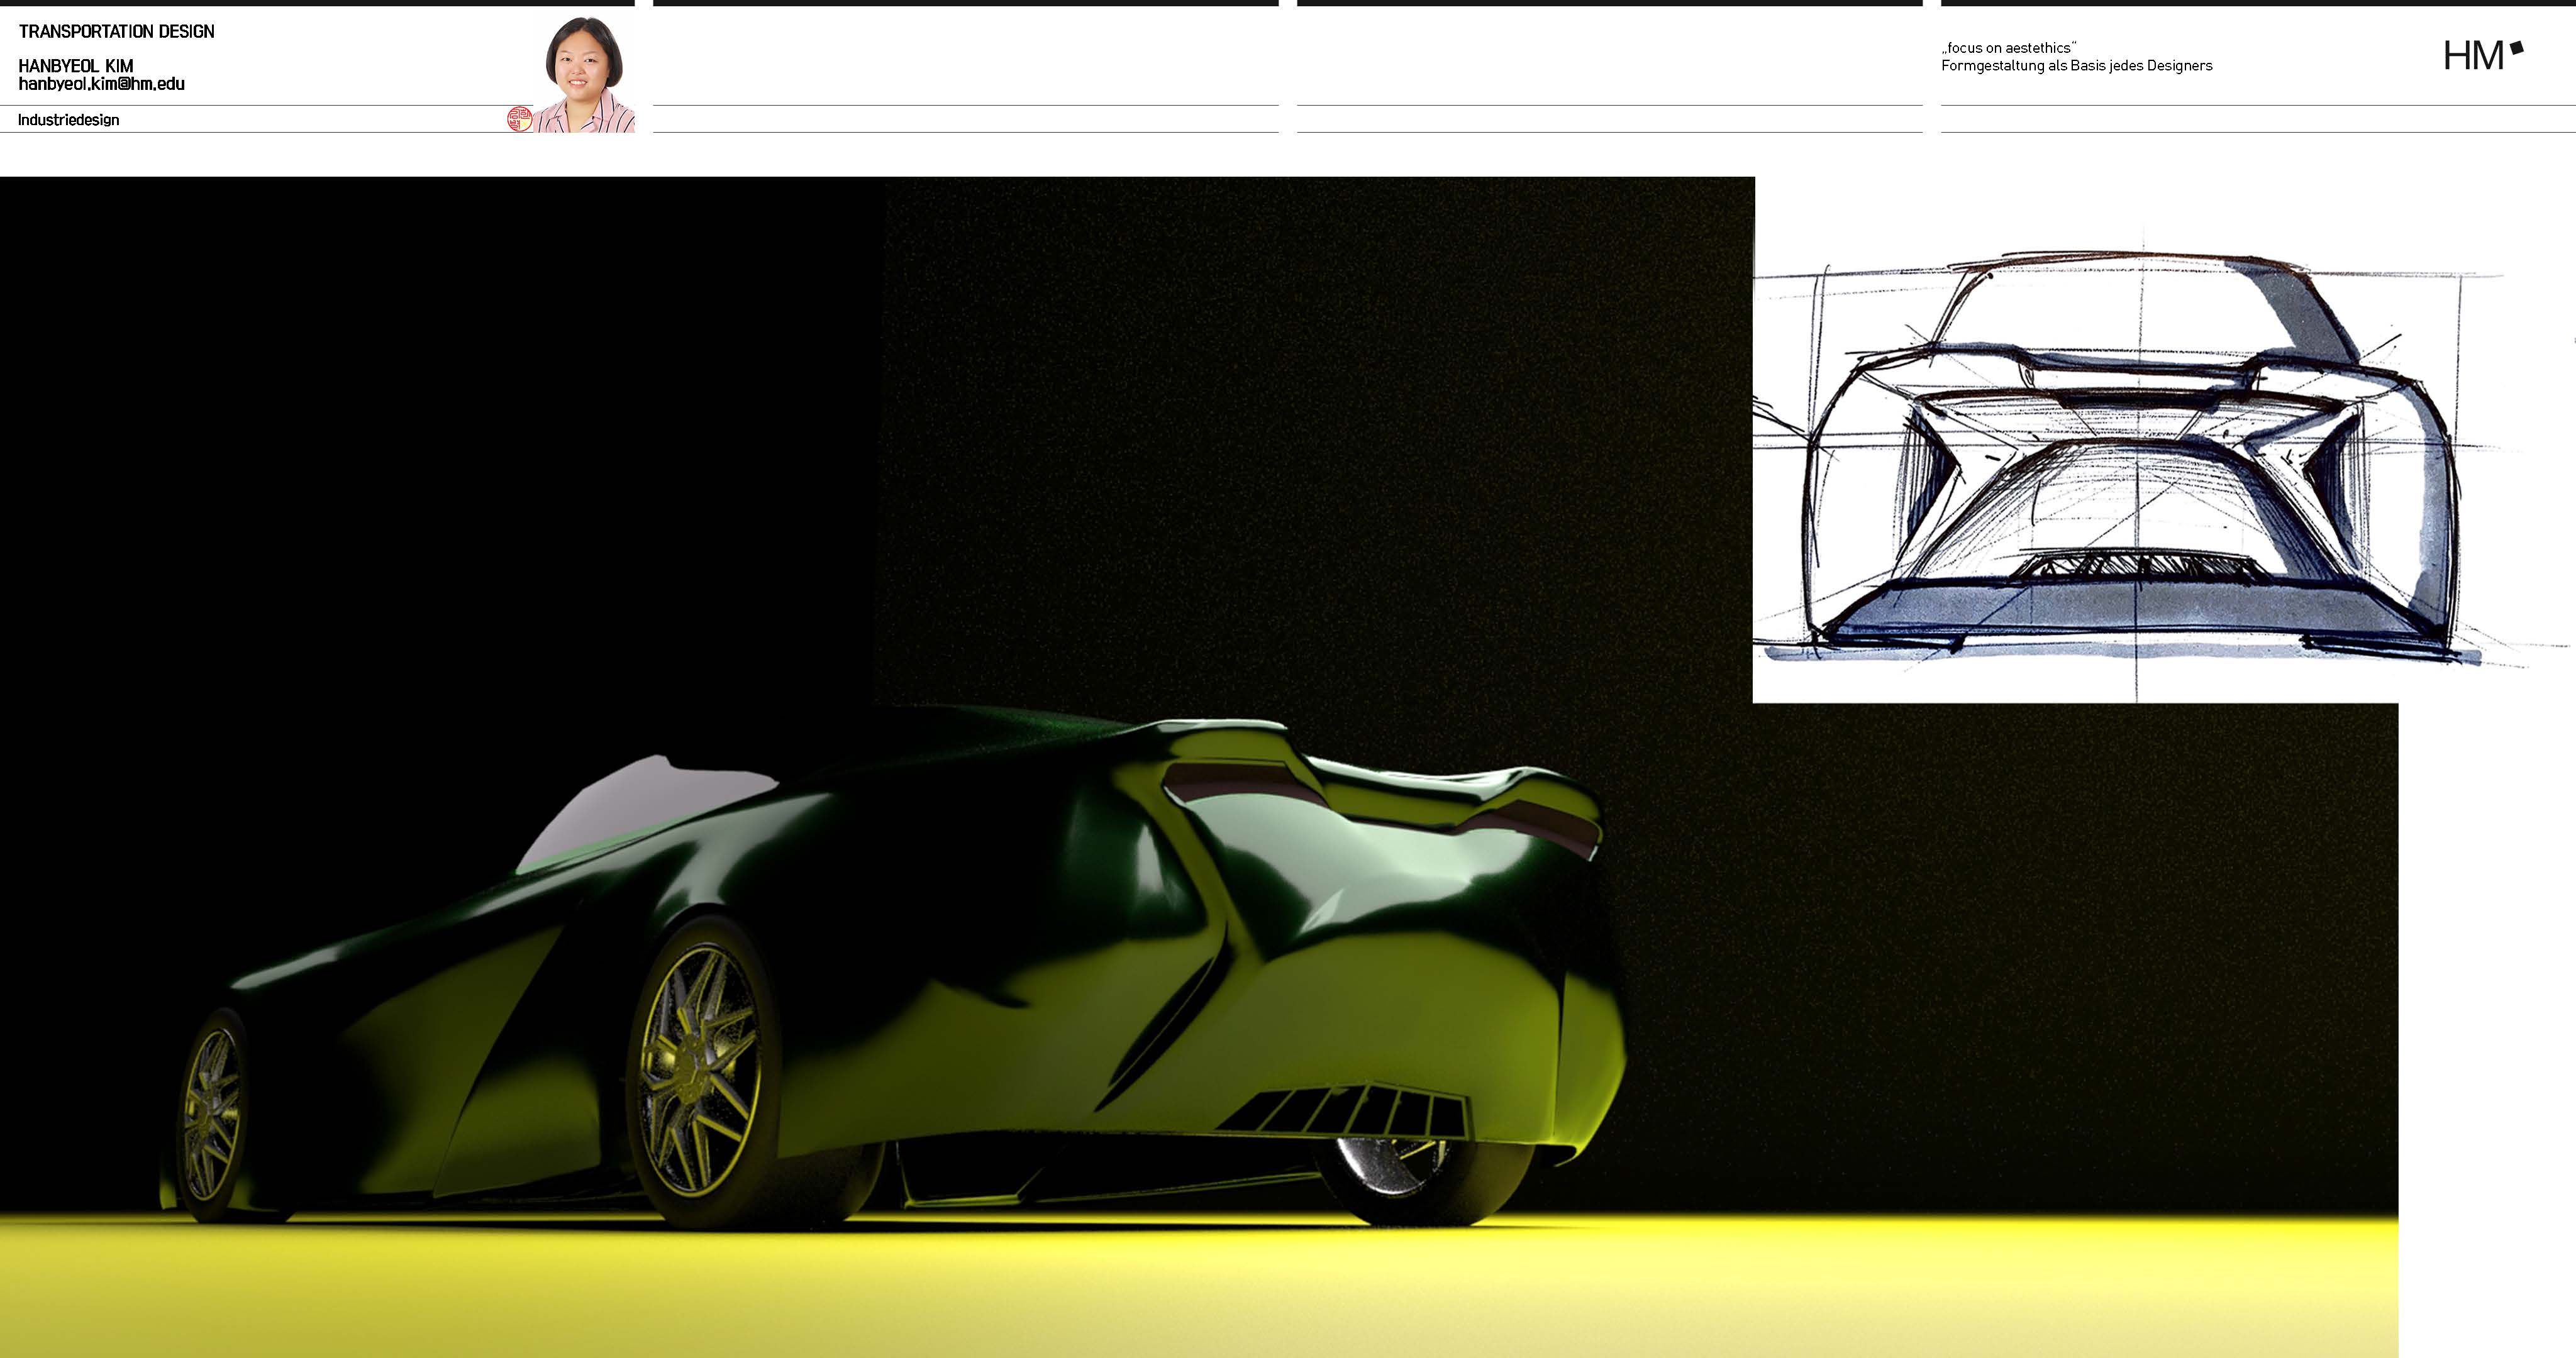 TRANSPORTATION DESIGN
HANBYEOL KIM
hanbyeol.kim@hm.edu
Industriedesign
„focus on aestethics“
Formgestaltung als Basis jedes Designers
HM